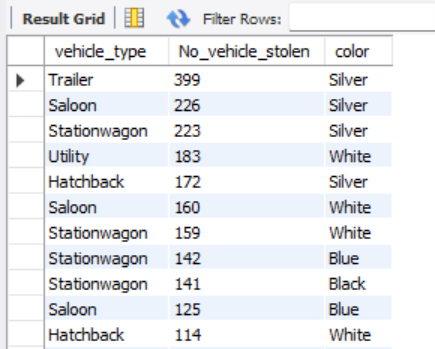 Result Grid Filter Rows:
vehicle_type No_vehicle_stolen color
Trailer 399 Silver
Saloon 226 Silver
Stationwagon 223 Silver
Utility 183 White
Hatchback 172 Silver
Saloon 160 White
Stationwagon 159 White
Stationwagon 142 Blue
Stationwagon 141 Black
Saloon 125 Blue
Hatchback 114 White